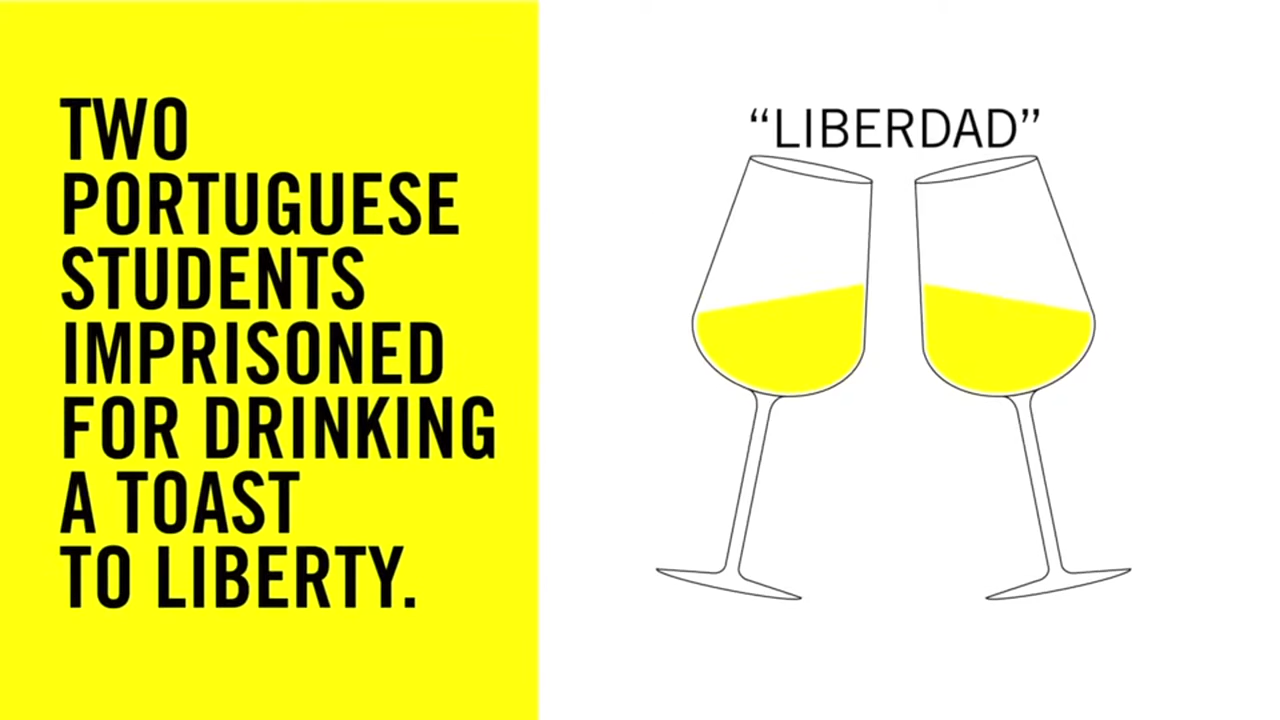 TWO
PORTUGUESE
STUDENTS
IMPRISONED
FOR DRINKING
A TOAST
TO LIBERTY.
“LIBERDAD”